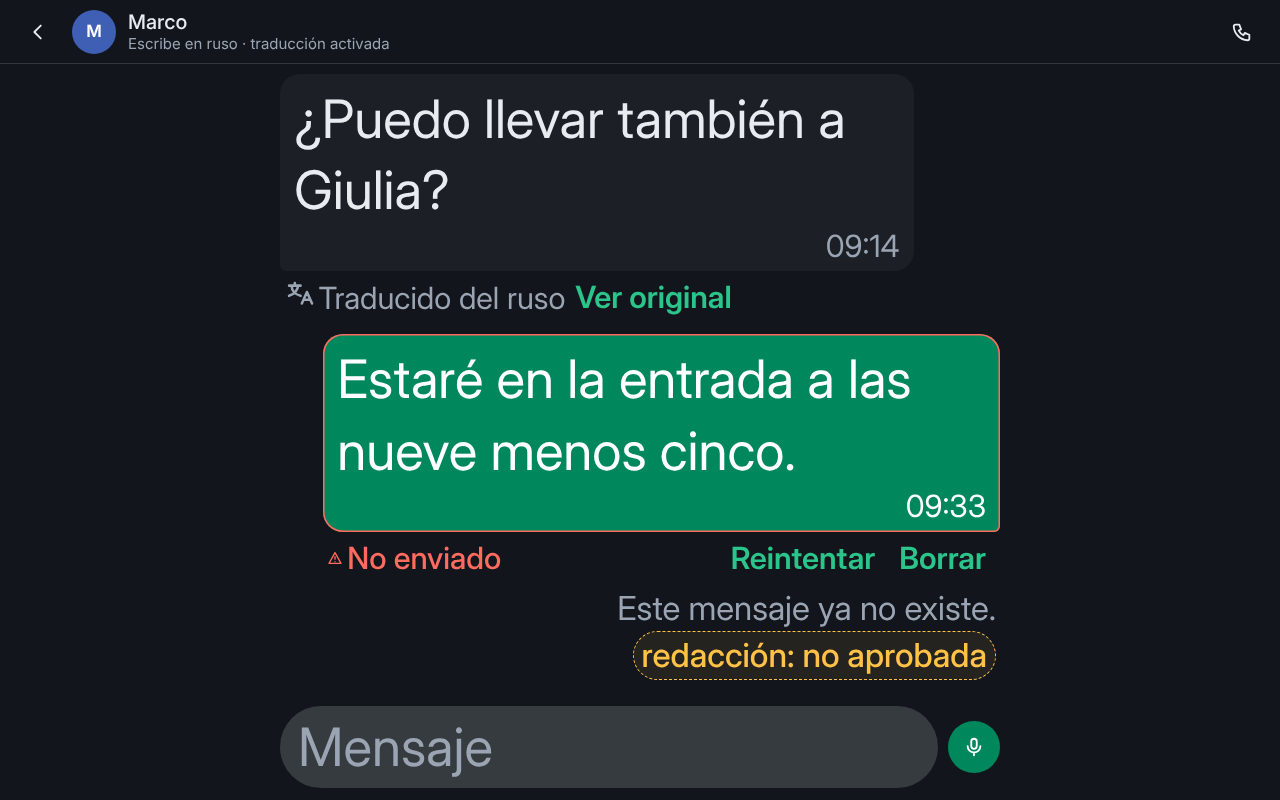 M
Marco
Escribe en ruso · traducción activada
¿Puedo llevar también a
Giulia?
09:14
Traducido del ruso Ver original
Estaré en la entrada a las
nueve menos cinco.
09:33
No enviado Reintentar Borrar
Este mensaje ya no existe.
redacción: no aprobada
Mensaje